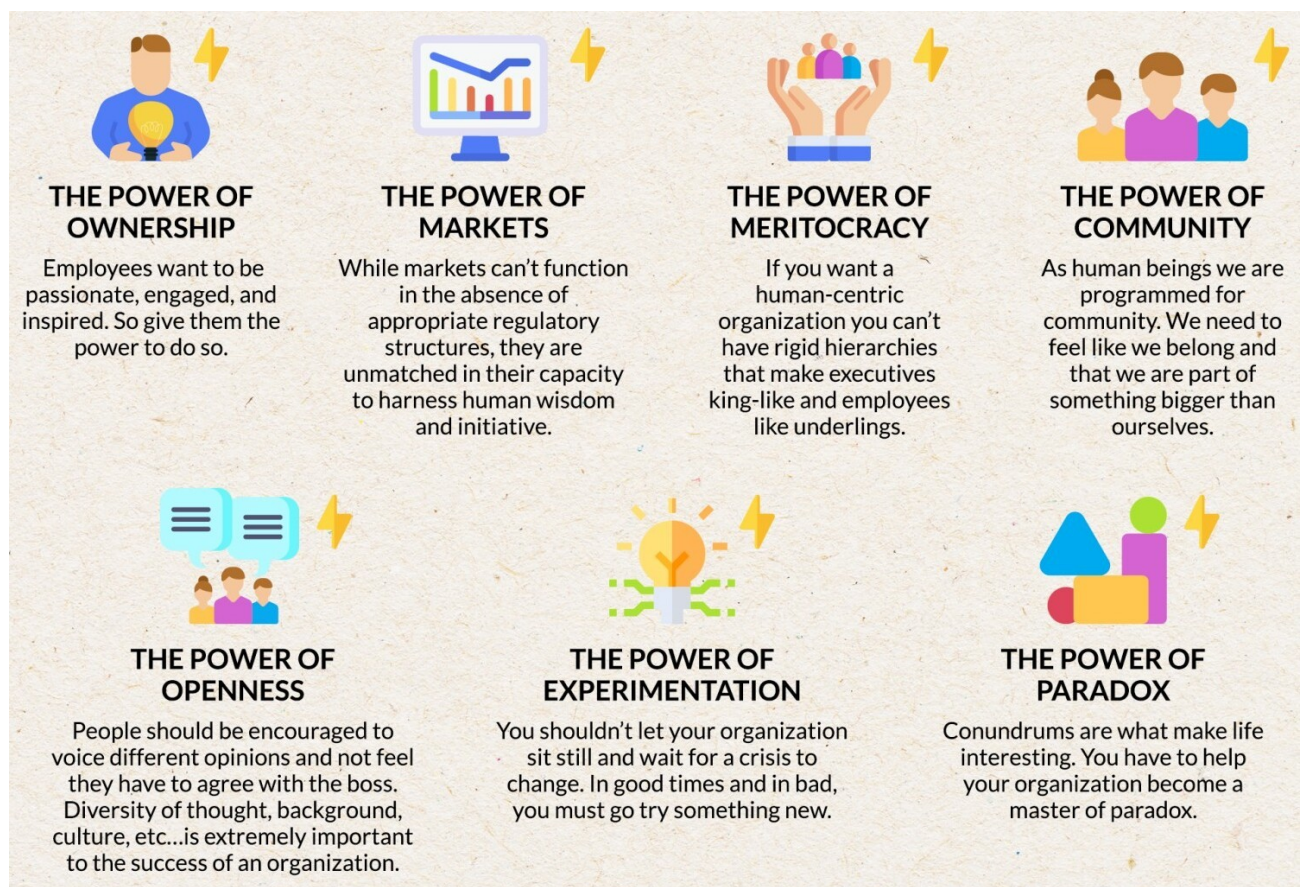 THE POWER OF
OWNERSHIP
Employees want to be
passionate, engaged, and
inspired. So give them the
power to do so.
THE POWER OF
MARKETS
While markets can’t function
in the absence of
appropriate regulatory
structures, they are
unmatched in their capacity
to harness human wisdom
and initiative.
THE POWER OF
MERITOCRACY
If you want a
human-centric
organization you can’t
have rigid hierarchies
that make executives
king-like and employees
like underlings.
THE POWER OF
COMMUNITY
As human beings we are
programmed for
community. We need to
feel like we belong and
that we are part of
something bigger than
ourselves.
THE POWER OF
OPENNESS
People should be encouraged to
voice different opinions and not feel
they have to agree with the boss.
Diversity of thought, background,
culture, etc...is extremely important
to the success of an organization.
THE POWER OF
EXPERIMENTATION
You shouldn’t let your organization
sit still and wait for a crisis to
change. In good times and in bad,
you must go try something new.
THE POWER OF
PARADOX
Conundrums are what make life
interesting. You have to help
your organization become a
master of paradox.